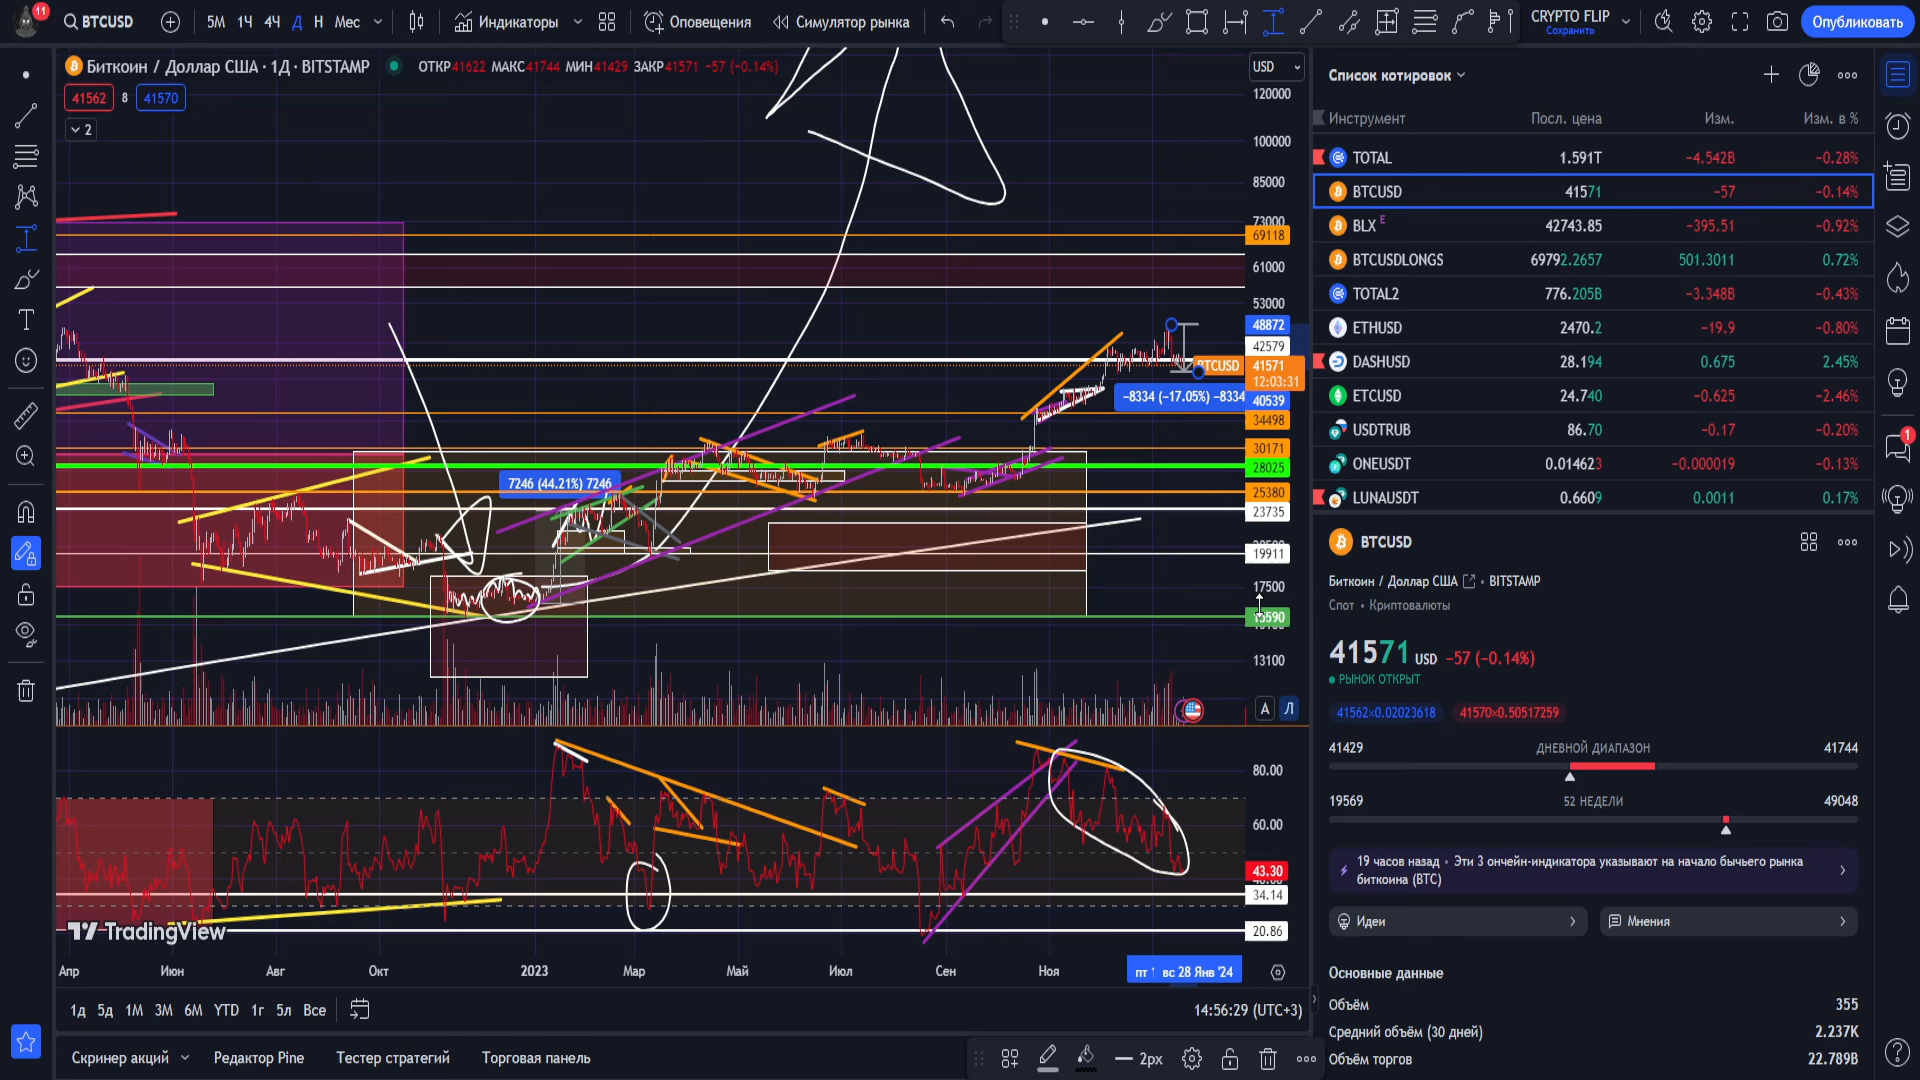 11
BTCUSD
5М 1Ч 4Ч Д Н Мес
Индикаторы
Оповещения
Симулятор рынка
CRYPTO FLIP
Сохранить
Опубликовать
Биткоин / Доллар США · 1Д · BITSTAMP
ОТКР41622 МАКС41744 МИН41429 ЗАКР41571 −57 (−0.14%)
USD
41562 8 41570
2
120000
100000
85000
73000
69118
61000
53000
48872
42579
BTCUSD 41571
12:03:31
−8334 (−17.05%) −8334
40539
34498
30171
28025
7246 (44.21%) 7246
25380
23735
19911
17500
15590
13100
А Л
80.00
60.00
43.30
34.14
20.86
TradingView
Апр Июн Авг Окт 2023 Мар Май Июл Сен Ноя
вс 28 Янв '24
1д 5д 1М 3М 6М YTD 1г 5л Все
14:56:29 (UTC+3)
Скринер акций
Редактор Pine
Тестер стратегий
Торговая панель
2px
Список котировок
Инструмент Посл. цена Изм. Изм. в %
TOTAL 1.591T −4.542B −0.28%
BTCUSD 41571 −57 −0.14%
BLX E 42743.85 −395.51 −0.92%
BTCUSDLONGS 69792.2657 501.3011 0.72%
TOTAL2 776.205B −3.348B −0.43%
ETHUSD 2470.2 −19.9 −0.80%
DASHUSD 28.194 0.675 2.45%
ETCUSD 24.740 −0.625 −2.46%
USDTRUB 86.70 −0.17 −0.20%
ONEUSDT 0.014623 −0.000019 −0.13%
LUNAUSDT 0.6609 0.0011 0.17%
1
BTCUSD
Биткоин / Доллар США • BITSTAMP
Спот • Криптовалюты
41571 USD −57 (−0.14%)
РЫНОК ОТКРЫТ
41562×0.02023618 41570×0.50517259
41429 ДНЕВНОЙ ДИАПАЗОН 41744
19569 52 НЕДЕЛИ 49048
19 часов назад • Эти 3 ончейн-индикатора указывают на начало бычьего рынка
биткоина (BTC)
Идеи
Мнения
Основные данные
Объём 355
Средний объём (30 дней) 2.237K
Объём торгов 22.789B